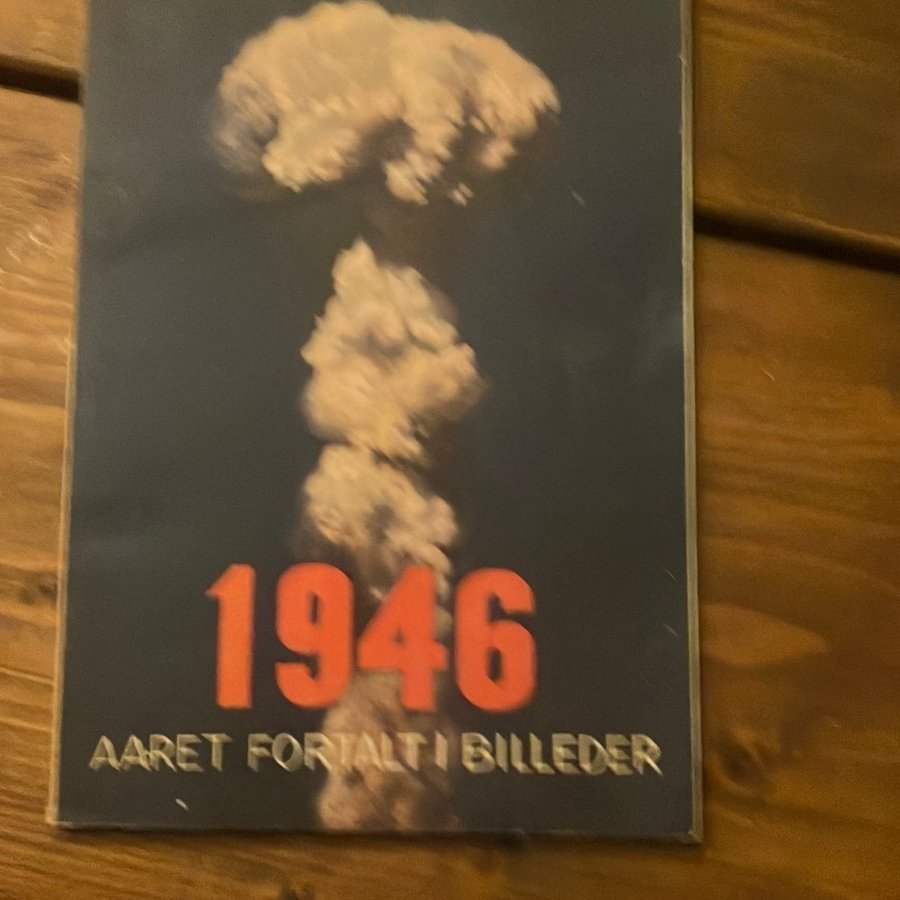 1946
AARET FORTALT I BILLEDER